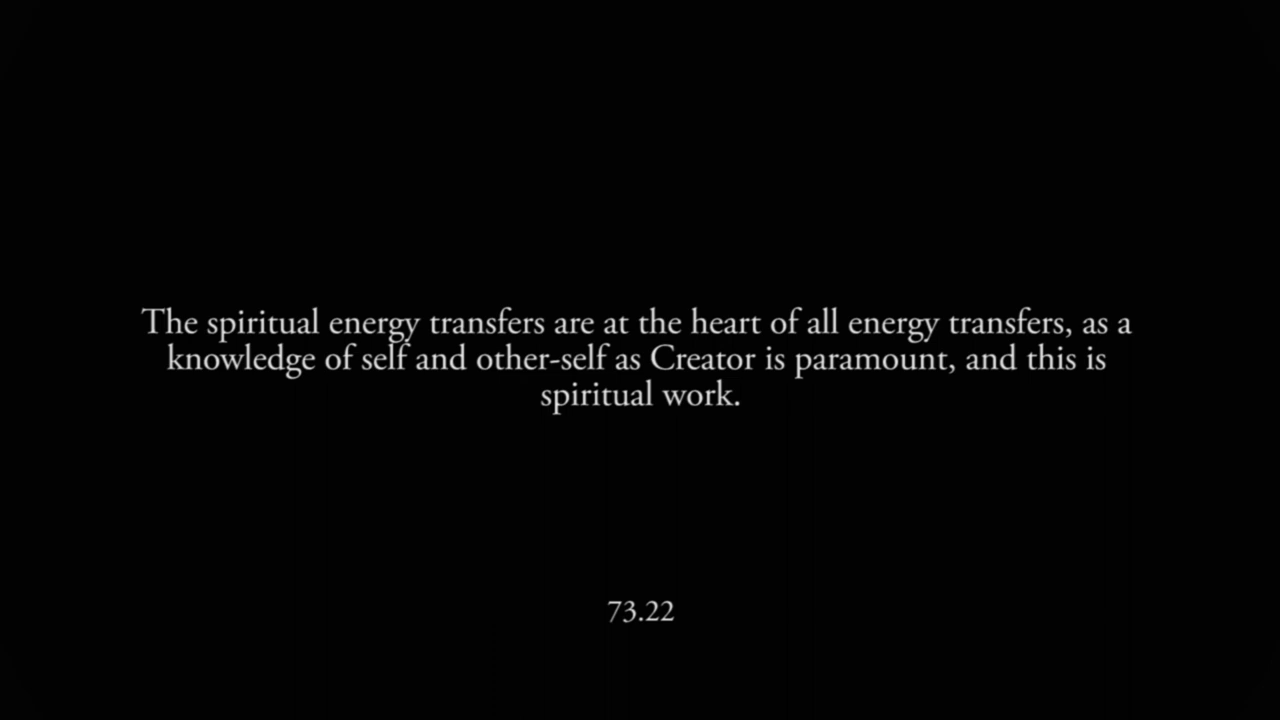 The spiritual energy transfers are at the heart of all energy transfers, as a
knowledge of self and other-self as Creator is paramount, and this is
spiritual work.
73.22